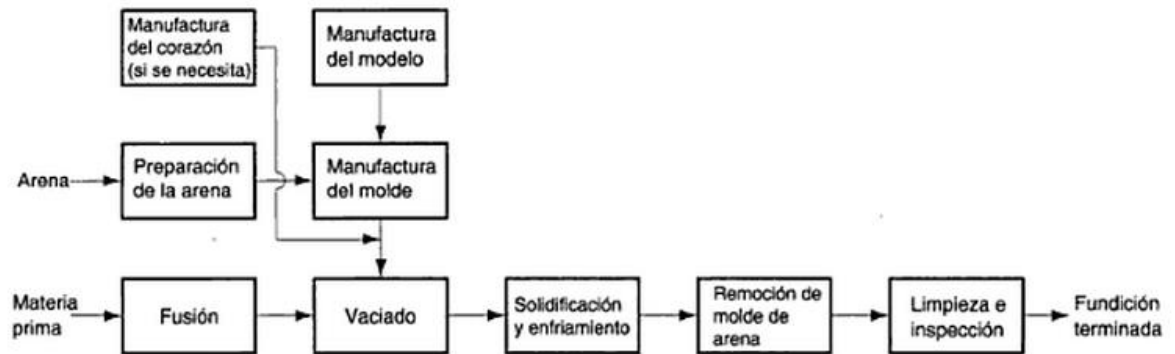 Manufactura
del corazón
(si se necesita)
Manufactura
del modelo
Arena
Preparación
de la arena
Manufactura
del molde
Materia
prima
Fusión
Vaciado
Solidificación
y enfriamiento
Remoción de
molde de
arena
Limpieza e
inspección
Fundición
terminada